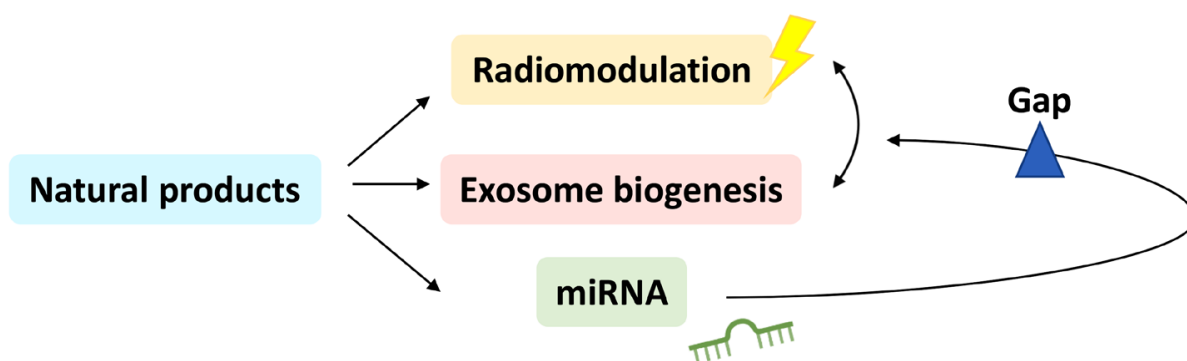 Radiomodulation
Gap
Natural products
Exosome biogenesis
miRNA